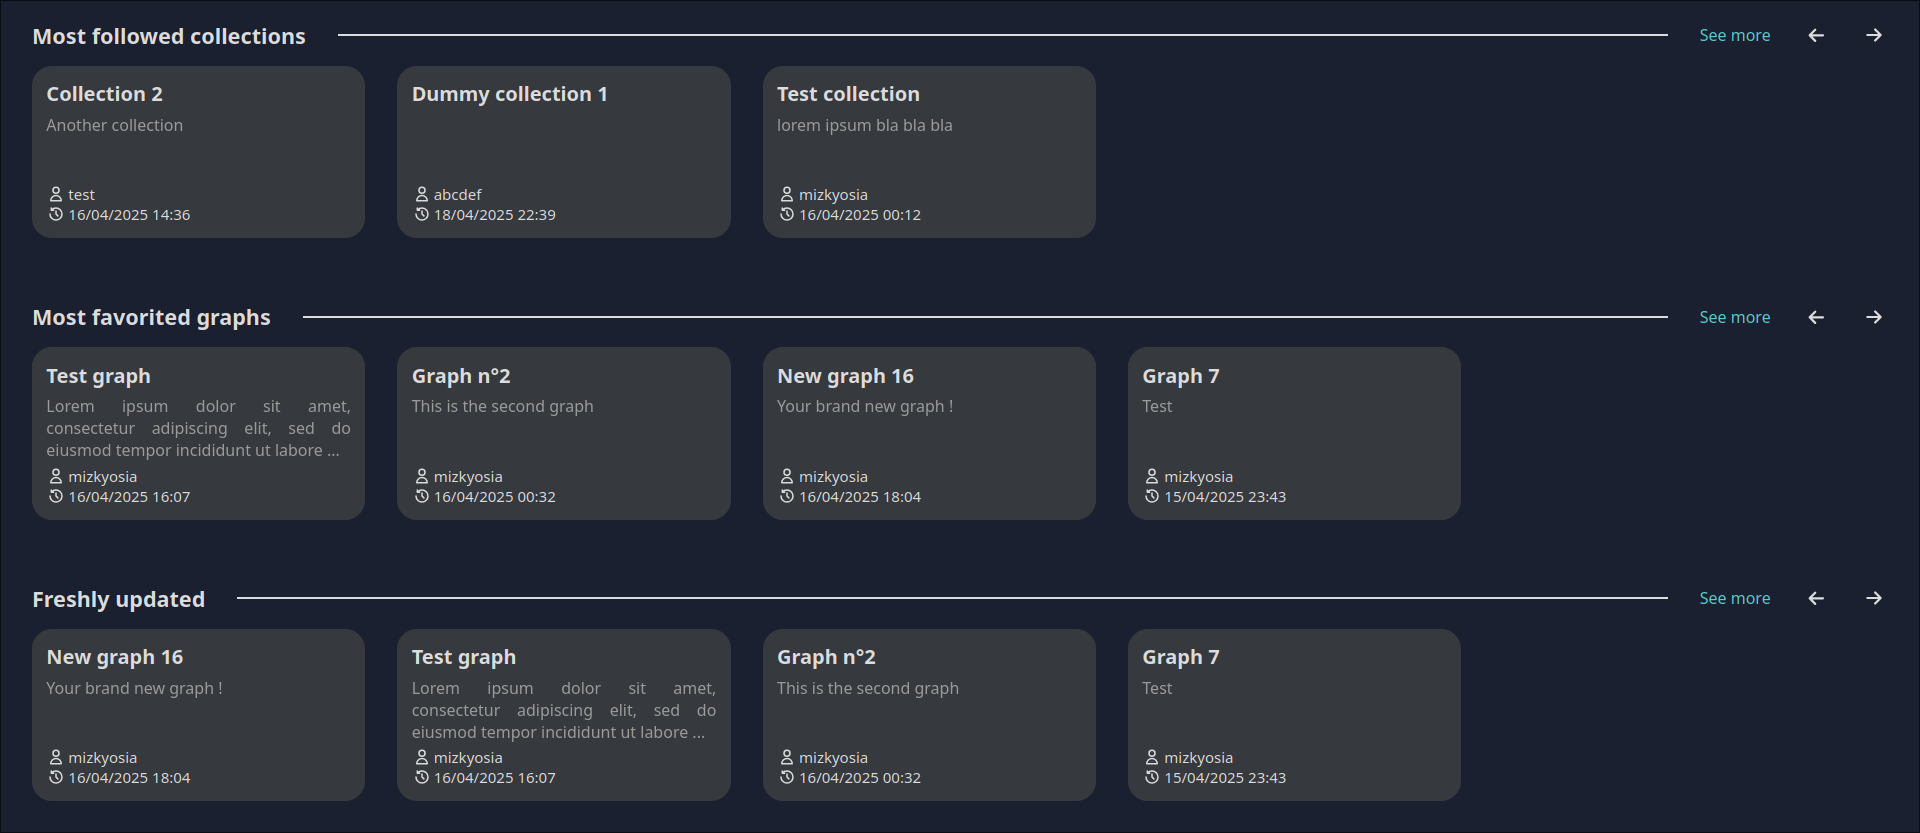 Most followed collections
See more
Collection 2
Another collection
test
16/04/2025 14:36
Dummy collection 1
abcdef
18/04/2025 22:39
Test collection
lorem ipsum bla bla bla
mizkyosia
16/04/2025 00:12
Most favorited graphs
See more
Test graph
Lorem ipsum dolor sit amet,
consectetur adipiscing elit, sed do
eiusmod tempor incididunt ut labore ...
mizkyosia
16/04/2025 16:07
Graph n°2
This is the second graph
mizkyosia
16/04/2025 00:32
New graph 16
Your brand new graph !
mizkyosia
16/04/2025 18:04
Graph 7
Test
mizkyosia
15/04/2025 23:43
Freshly updated
See more
New graph 16
Your brand new graph !
mizkyosia
16/04/2025 18:04
Test graph
Lorem ipsum dolor sit amet,
consectetur adipiscing elit, sed do
eiusmod tempor incididunt ut labore ...
mizkyosia
16/04/2025 16:07
Graph n°2
This is the second graph
mizkyosia
16/04/2025 00:32
Graph 7
Test
mizkyosia
15/04/2025 23:43